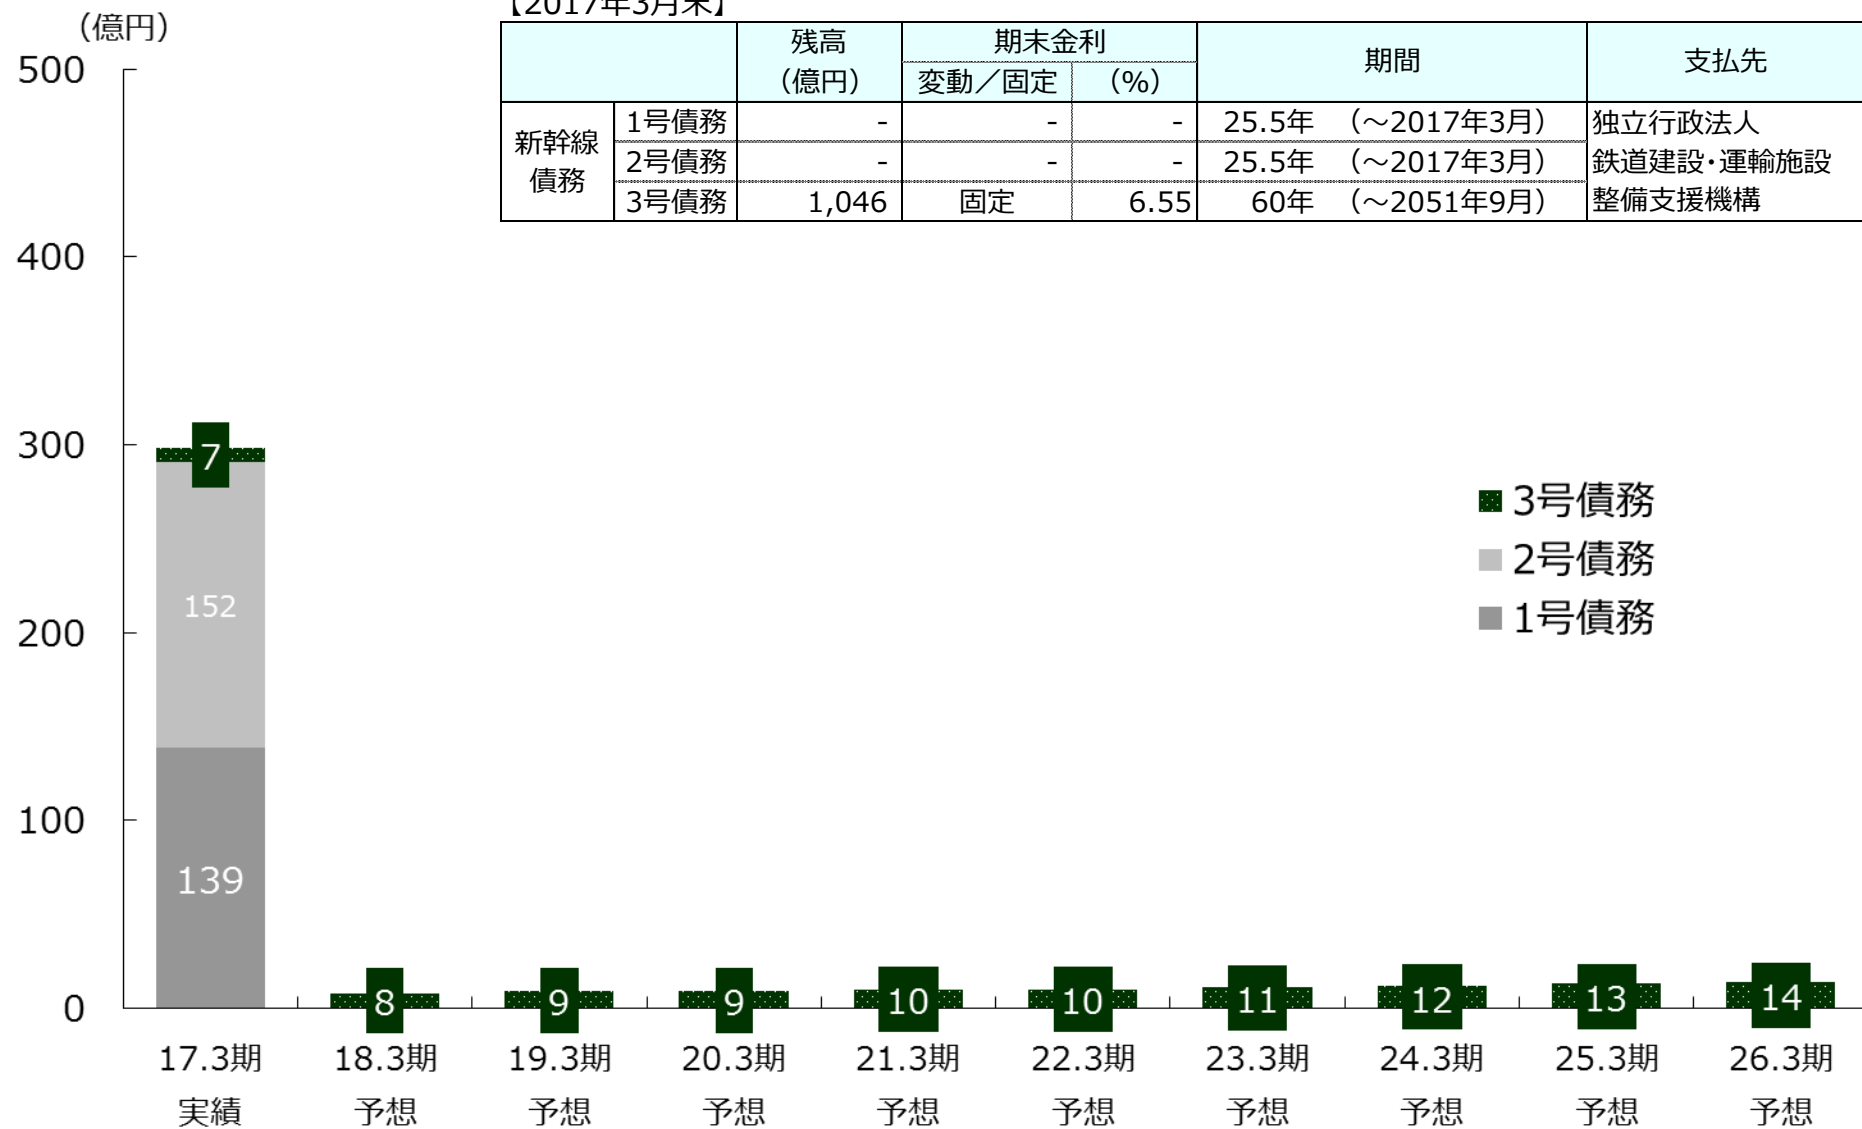 【2017年3月末】
（億円）
残高
（億円）
期末金利
変動／固定
（%）
期間
支払先
新幹線
債務
1号債務 - - - 25.5年 （～2017年3月）
2号債務 - - - 25.5年 （～2017年3月）
3号債務 1,046 固定 6.55 60年 （～2051年9月）
独立行政法人
鉄道建設・運輸施設
整備支援機構
500
400
300
200
100
0
7
152
139
8
9
9
10
10
11
12
13
14
3号債務
2号債務
1号債務
17.3期 18.3期 19.3期 20.3期 21.3期 22.3期 23.3期 24.3期 25.3期 26.3期
実績 予想 予想 予想 予想 予想 予想 予想 予想 予想